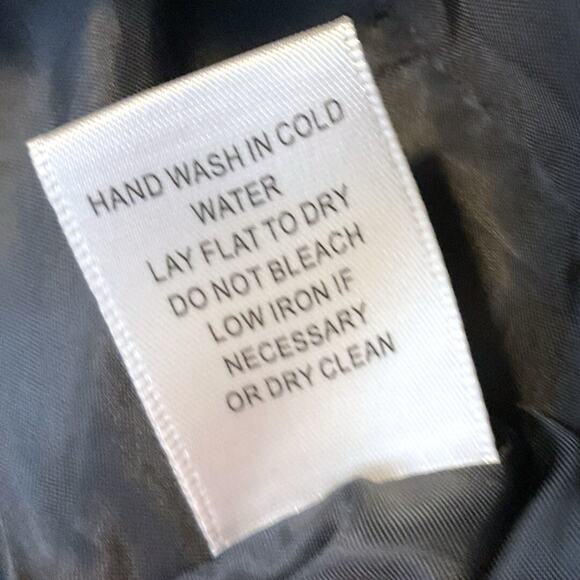 HAND WASH IN COLD
WATER
LAY FLAT TO DRY
DO NOT BLEACH
LOW IRON IF
NECESSARY
OR DRY CLEAN